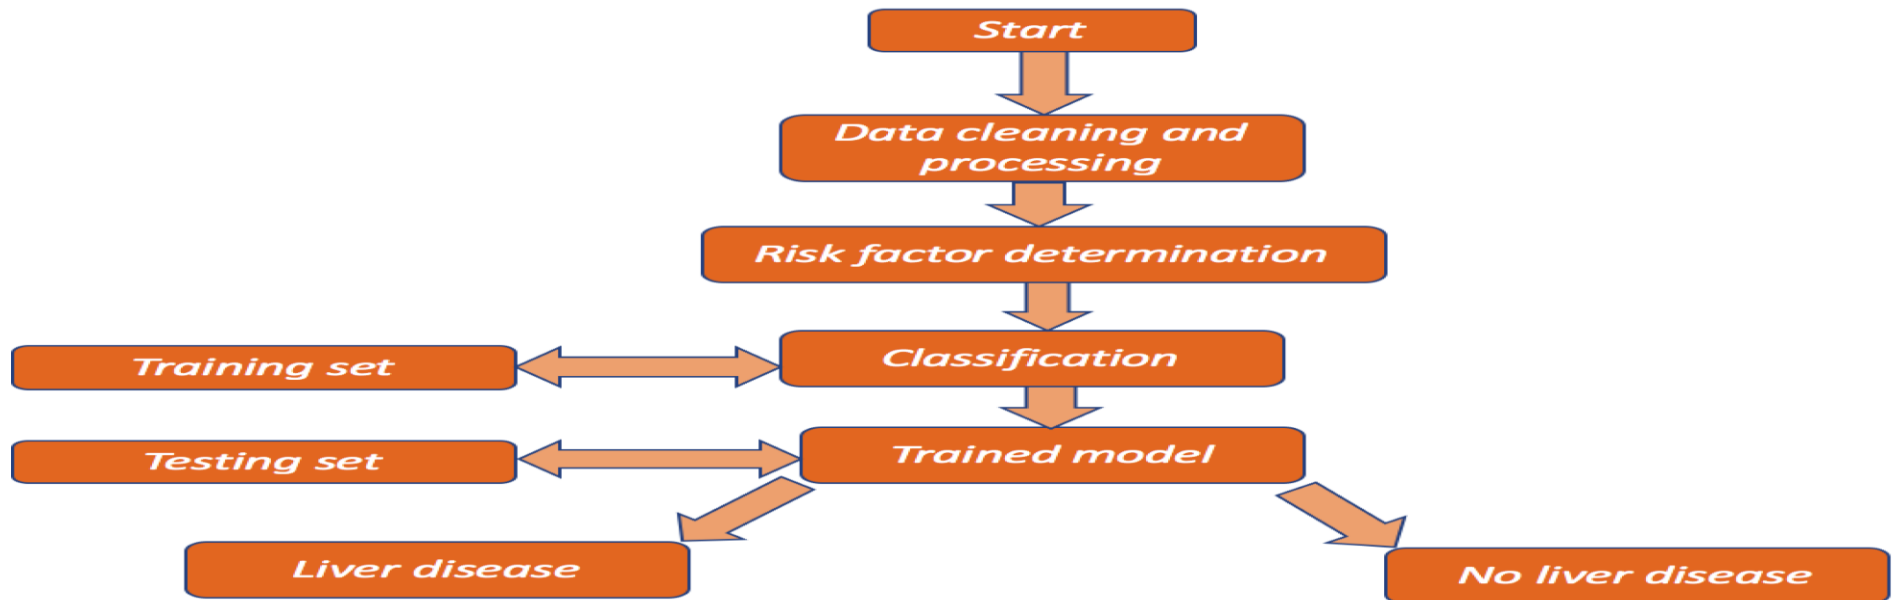 Start
Data cleaning and
processing
Risk factor determination
Classification
Training set
Trained model
Testing set
Liver disease
No liver disease